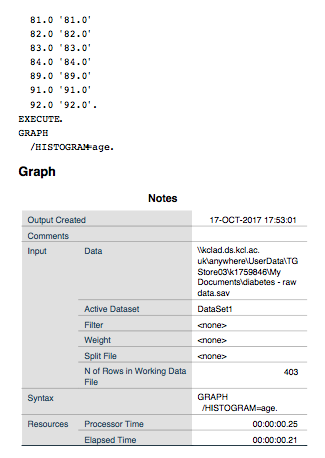 81.0 '81.0'
82.0 '82.0'
83.0 '83.0'
84.0 '84.0'
89.0 '89.0'
91.0 '91.0'
92.0 '92.0'.
EXECUTE.
GRAPH
/HISTOGRAM=age.
Graph
Notes
Output Created 17-OCT-2017 17:53:01
Comments
Input Data \\kclad.ds.kcl.ac.
uk\anywhere\UserData\TG
Store03\k1759846\My
Documents\diabetes - raw
data.sav
Active Dataset DataSet1
Filter <none>
Weight <none>
Split File <none>
N of Rows in Working Data 403
File
Syntax GRAPH
/HISTOGRAM=age.
Resources Processor Time 00:00:00.25
Elapsed Time 00:00:00.21